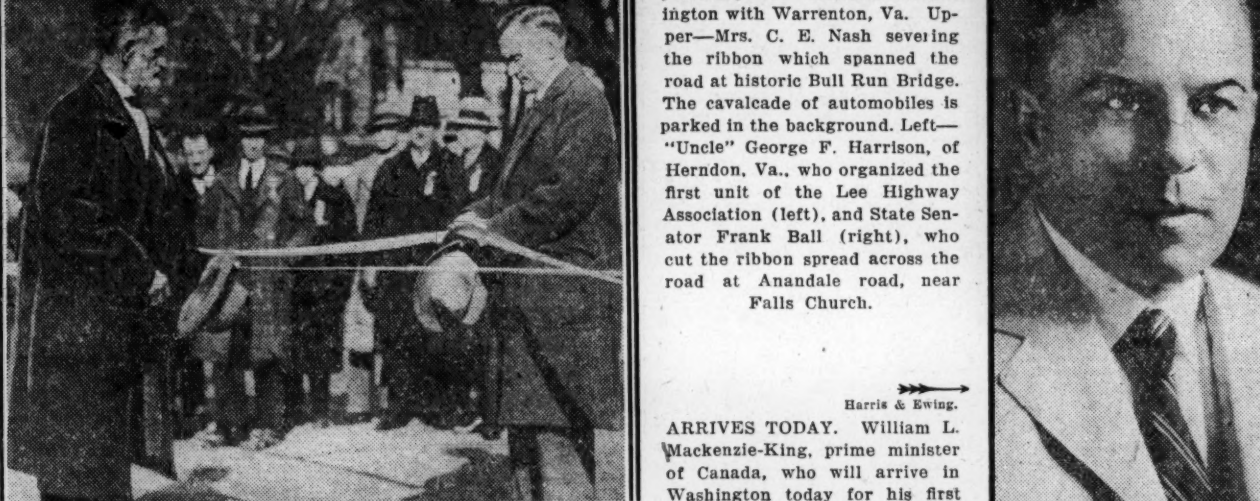 ington with Warrenton, Va. Up-
per—Mrs. C. E. Nash severing
the ribbon which spanned the
road at historic Bull Run Bridge.
The cavalcade of automobiles is
parked in the background. Left—
"Uncle" George F. Harrison, of
Herndon, Va., who organized the
first unit of the Lee Highway
Association (left), and State Sen-
ator Frank Ball (right), who
cut the ribbon spread across the
road at Anandale road, near
Falls Church.
Harris & Ewing.
ARRIVES TODAY. William L.
Mackenzie-King, prime minister
of Canada, who will arrive in
Washington today for his first